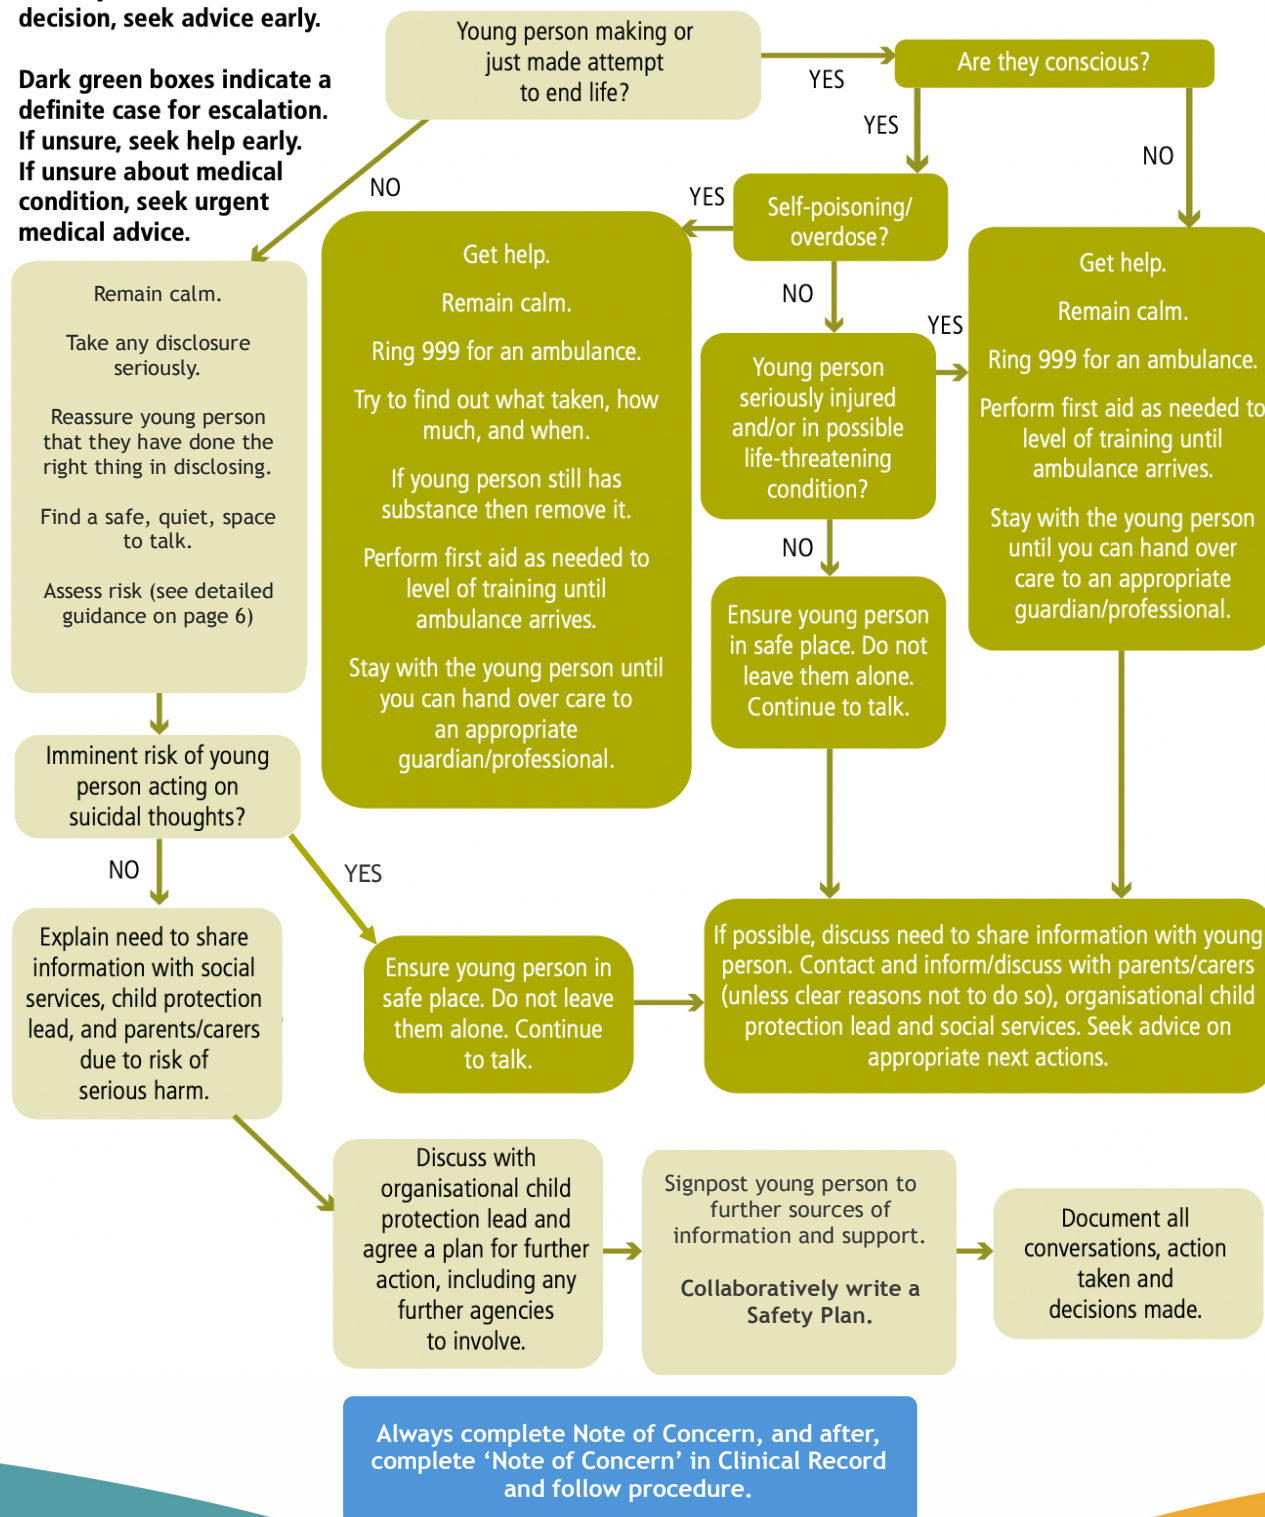 decision, seek advice early.
Dark green boxes indicate a
definite case for escalation.
If unsure, seek help early.
If unsure about medical
condition, seek urgent
medical advice.
Young person making or
just made attempt
to end life?
YES
Are they conscious?
YES
NO
NO
Self-poisoning/
overdose?
YES
NO
Get help.
Remain calm.
Ring 999 for an ambulance.
Try to find out what taken, how
much, and when.
If young person still has
substance then remove it.
Perform first aid as needed to
level of training until
ambulance arrives.
Stay with the young person until
you can hand over care to
an appropriate
guardian/professional.
Young person
seriously injured
and/or in possible
life-threatening
condition?
YES
NO
Get help.
Remain calm.
Ring 999 for an ambulance.
Perform first aid as needed to
level of training until
ambulance arrives.
Stay with the young person
until you can hand over
care to an appropriate
guardian/professional.
Ensure young person
in safe place. Do not
leave them alone.
Continue to talk.
Remain calm.
Take any disclosure
seriously.
Reassure young person
that they have done the
right thing in disclosing.
Find a safe, quiet, space
to talk.
Assess risk (see detailed
guidance on page 6)
Imminent risk of young
person acting on
suicidal thoughts?
NO
YES
Explain need to share
information with social
services, child protection
lead, and parents/carers
due to risk of
serious harm.
Ensure young person in
safe place. Do not leave
them alone. Continue
to talk.
If possible, discuss need to share information with young
person. Contact and inform/discuss with parents/carers
(unless clear reasons not to do so), organisational child
protection lead and social services. Seek advice on
appropriate next actions.
Discuss with
organisational child
protection lead and
agree a plan for further
action, including any
further agencies
to involve.
Signpost young person to
further sources of
information and support.
Collaboratively write a
Safety Plan.
Document all
conversations, action
taken and
decisions made.
Always complete Note of Concern, and after,
complete ‘Note of Concern’ in Clinical Record
and follow procedure.